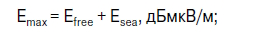 Emax = Efree + Esea, дБмкВ/м;